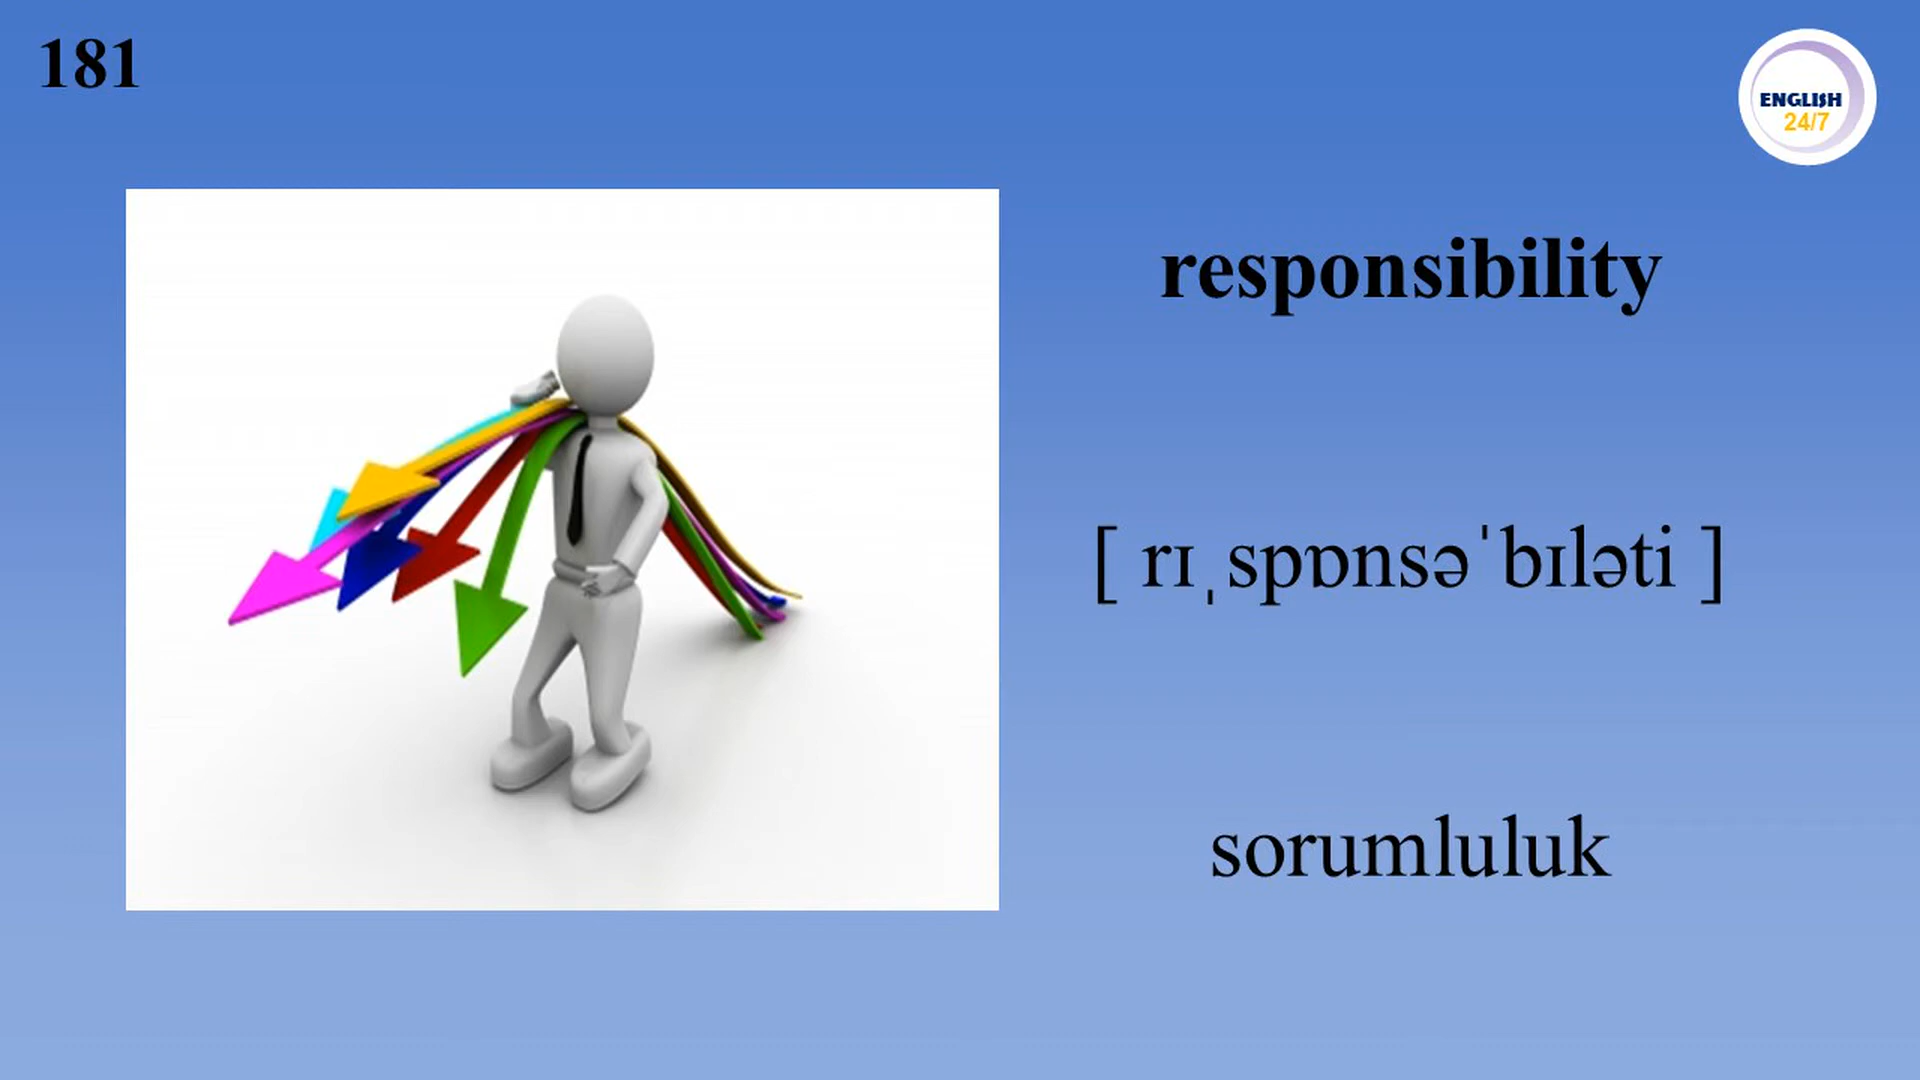 181
ENGLISH
24/7
responsibility
[ rɪˌspɒnsəˈbɪləti ]
sorumluluk